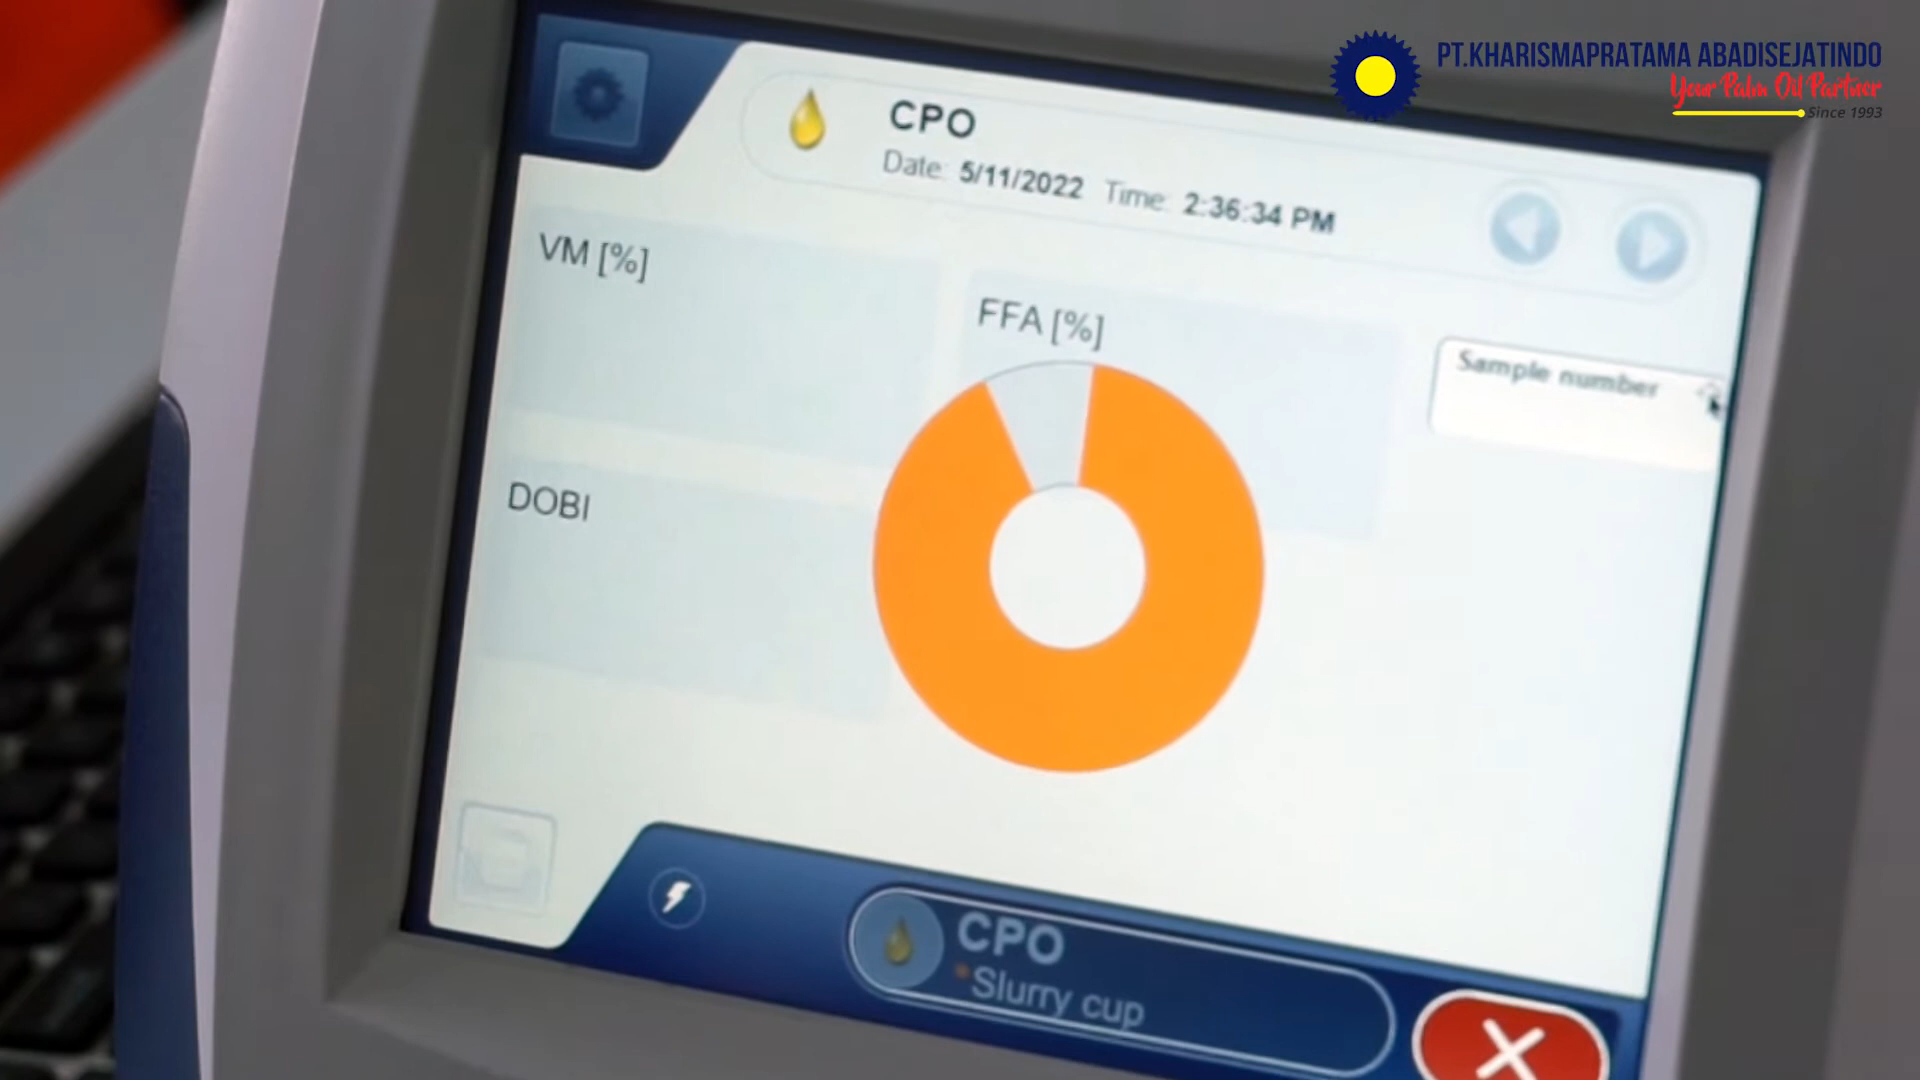 PT.KHARISMAPRATAMA ABADISEJATINDO
Your Palm Oil Partner
Since 1993
CPO
Date: 5/11/2022 Time: 2:36:34 PM
VM [%]
FFA [%]
Sample number
DOBI
CPO
Slurry cup